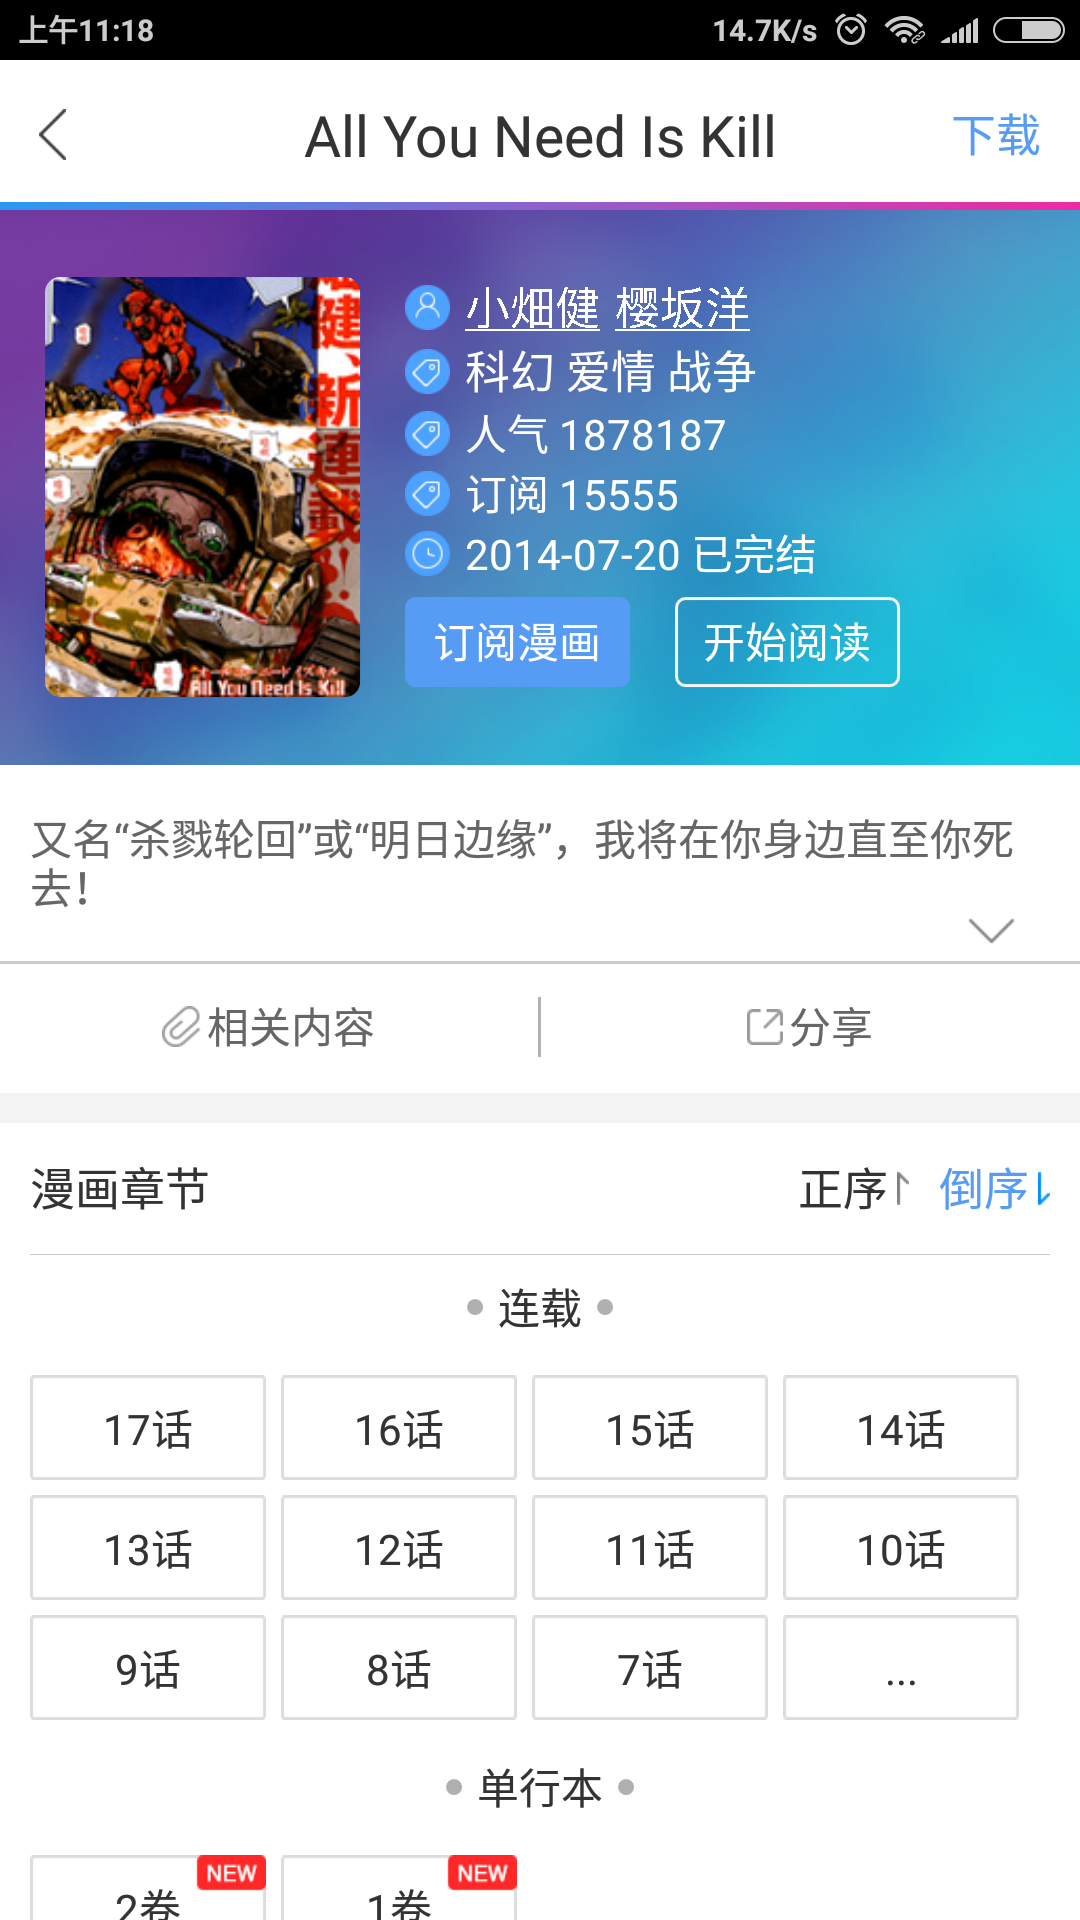 上午11:18
14.7K/s
All You Need Is Kill
下载
小畑健 樱坂洋
科幻 爱情 战争
人气 1878187
订阅 15555
2014-07-20 已完结
订阅漫画
开始阅读
All You Need Is Kill
又名“杀戮轮回”或“明日边缘”，我将在你身边直至你死
去！
相关内容
分享
漫画章节
正序
倒序
连载
17话
16话
15话
14话
13话
12话
11话
10话
9话
8话
7话
...
单行本
NEW
NEW
2卷
1卷